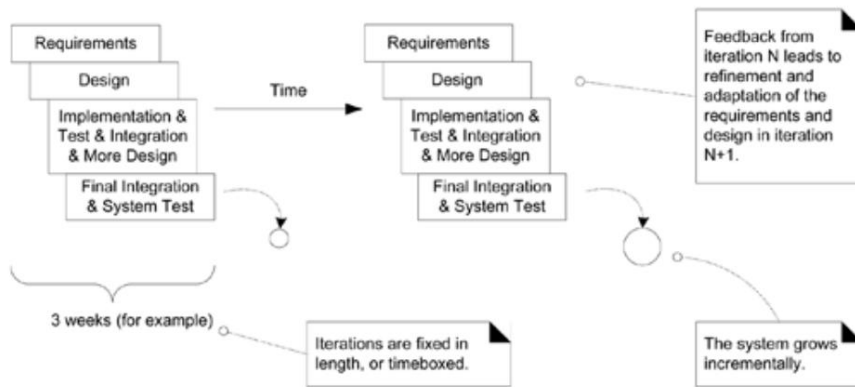 Requirements
Design
Implementation &
Test & Integration
& More Design
Final Integration
& System Test
Time
Requirements
Design
Implementation &
Test & Integration
& More Design
Final Integration
& System Test
Feedback from
iteration N leads to
refinement and
adaptation of the
requirements and
design in iteration
N+1.
3 weeks (for example)
Iterations are fixed in
length, or timeboxed.
The system grows
incrementally.